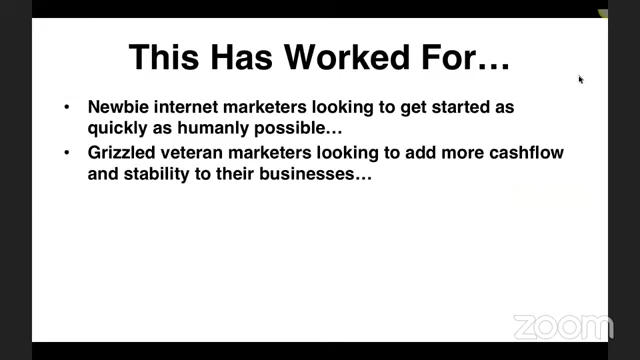 This Has Worked For…
• Newbie internet marketers looking to get started as
quickly as humanly possible…
• Grizzled veteran marketers looking to add more cashflow
and stability to their businesses…
zoom